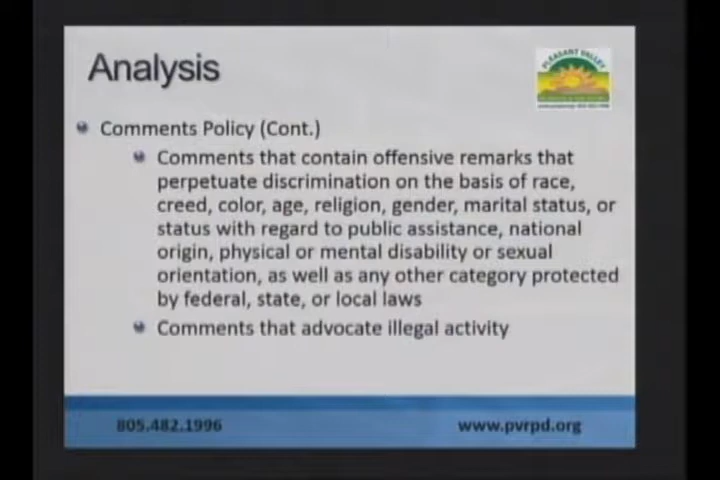 Analysis
PLEASANT VALLEY
Comments Policy (Cont.)
Comments that contain offensive remarks that
perpetuate discrimination on the basis of race,
creed, color, age, religion, gender, marital status, or
status with regard to public assistance, national
origin, physical or mental disability or sexual
orientation, as well as any other category protected
by federal, state, or local laws
Comments that advocate illegal activity
805.482.1996
www.pvrpd.org